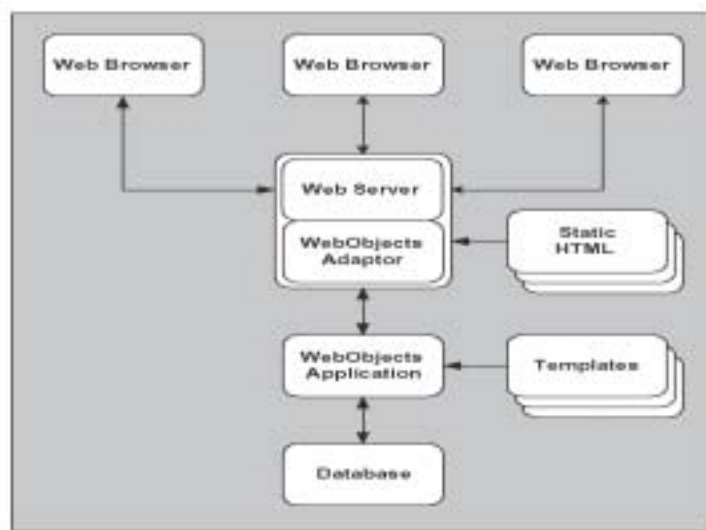 Web Browser
Web Browser
Web Browser
Web Server
WebObjects
Adaptor
Static
HTML
WebObjects
Application
Templates
Database